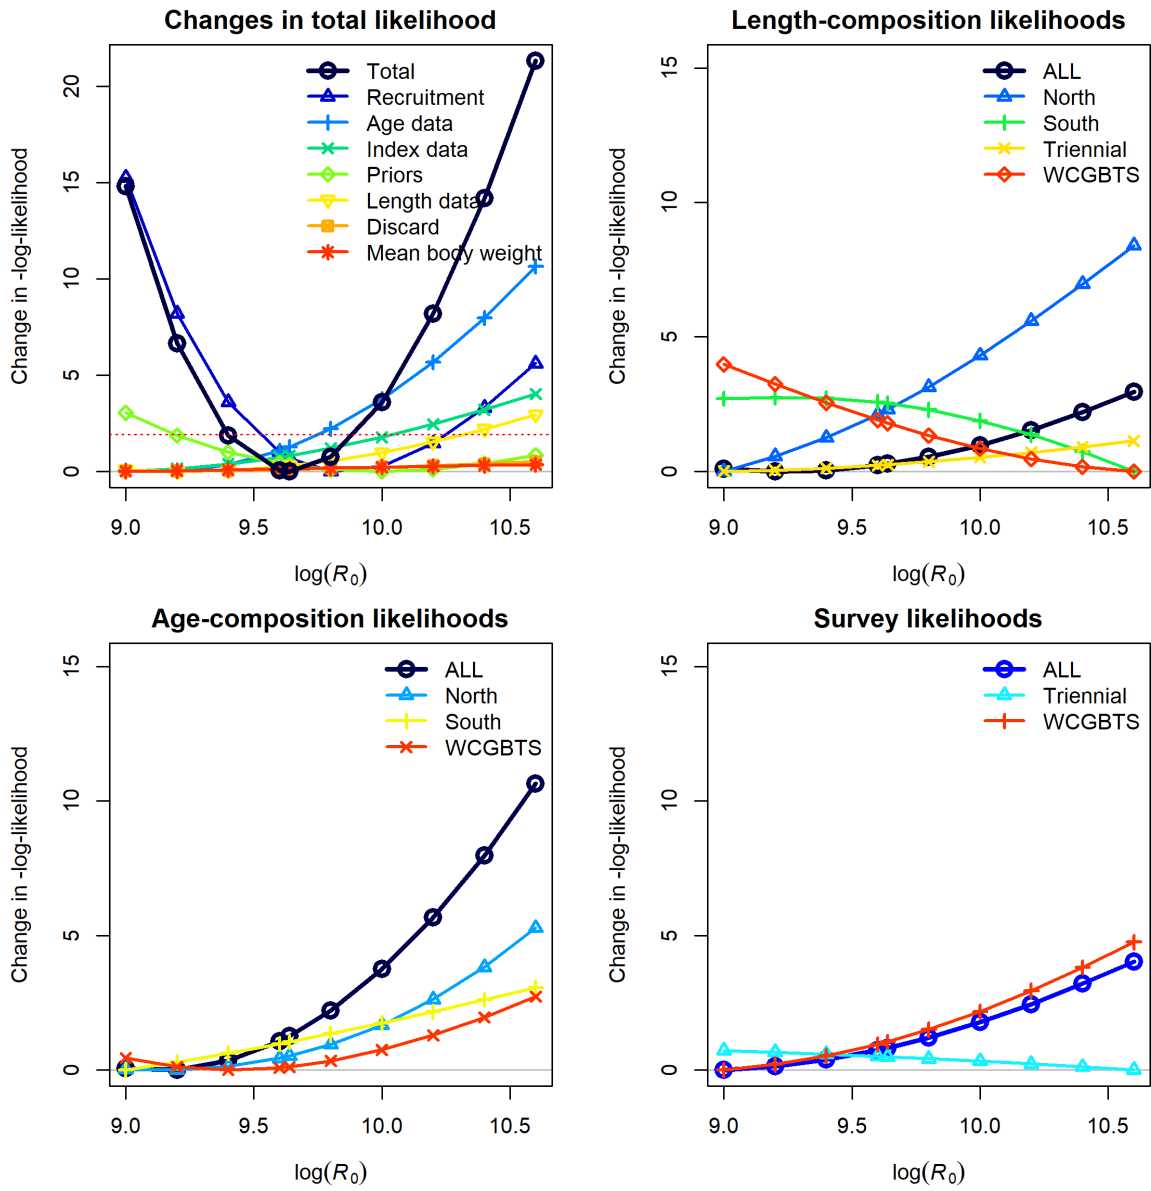 Changes in total likelihood
Change in -log-likelihood
20
15
10
5
0
Total
Recruitment
Age data
Index data
Priors
Length data
Discard
Mean body weight
9.0 9.5 10.0 10.5
log(R0)
Length-composition likelihoods
Change in -log-likelihood
15
10
5
0
ALL
North
South
Triennial
WCGBTS
9.0 9.5 10.0 10.5
log(R0)
Age-composition likelihoods
Change in -log-likelihood
15
10
5
0
ALL
North
South
WCGBTS
9.0 9.5 10.0 10.5
log(R0)
Survey likelihoods
Change in -log-likelihood
15
10
5
0
ALL
Triennial
WCGBTS
9.0 9.5 10.0 10.5
log(R0)